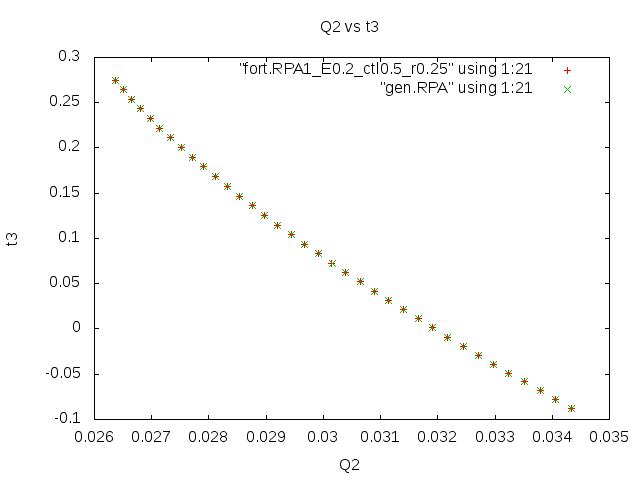 Q2 vs t3
"fort.RPA1_E0.2_ctl0.5_r0.25" using 1:21
"gen.RPA" using 1:21
0.3
0.25
0.2
0.15
0.1
0.05
0
-0.05
-0.1
t3
0.026 0.027 0.028 0.029 0.03 0.031 0.032 0.033 0.034 0.035
Q2